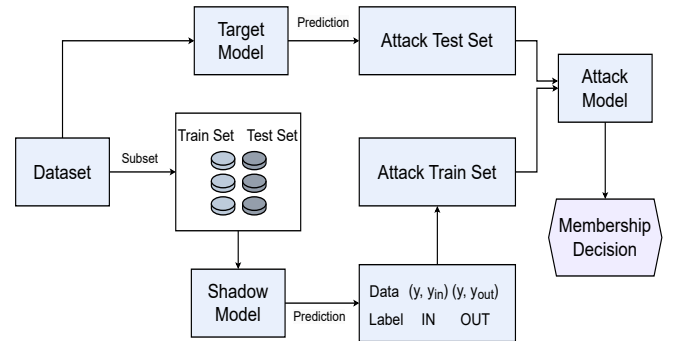 Target
Model
Prediction
Attack Test Set
Attack
Model
Dataset
Subset
Train Set Test Set
Attack Train Set
Membership
Decision
Shadow
Model
Prediction
Data (y, yin) (y, yout)
Label IN OUT